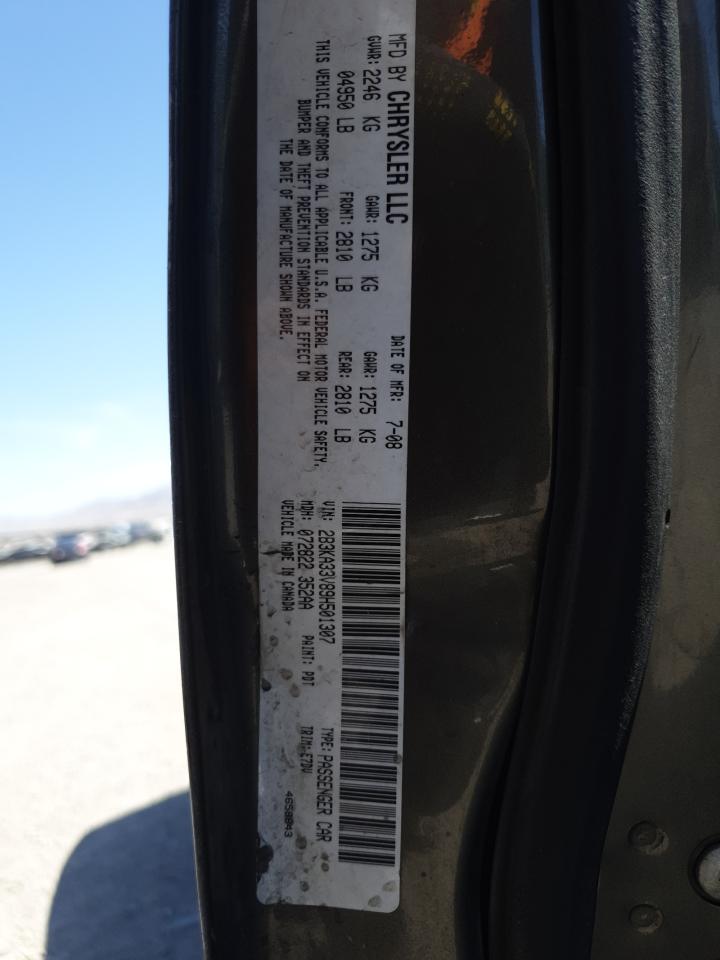 MFD BY CHRYSLER LLC DATE OF MFR: 7-08
GVWR: 2246 KG GAWR: 1275 KG GAWR: 1275 KG
04950 LB FRONT: 2810 LB REAR: 2810 LB
THIS VEHICLE CONFORMS TO ALL APPLICABLE U.S.A. FEDERAL MOTOR VEHICLE SAFETY,
BUMPER AND THEFT PREVENTION STANDARDS IN EFFECT ON
THE DATE OF MANUFACTURE SHOWN ABOVE.
VIN: 2B3KA33V89H501307 TYPE: PASSENGER CAR
MDH: 072822 352AA PAINT: PDT TRIM: E7DV
VEHICLE MADE IN CANADA 4658843